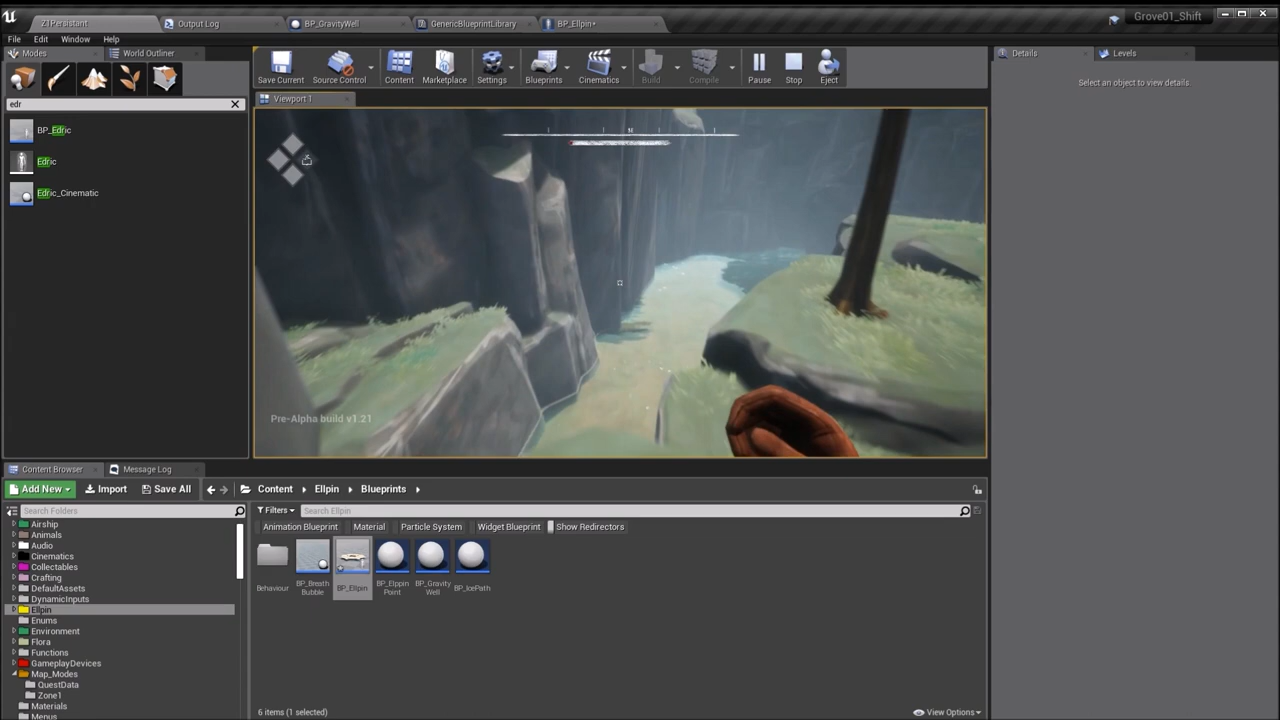 Z1Persistant
Output Log
BP_GravityWell
GenericBlueprintLibrary
BP_Ellpin*
Grove01_Shift
File Edit Window Help
Modes
World Outliner
Save Current
Source Control
Content
Marketplace
Settings
Blueprints
Cinematics
Build
Compile
Pause
Stop
Eject
Details
Levels
Select an object to view details.
edr
Viewport 1
BP_Edric
Edric
Edric_Cinematic
N
Pre-Alpha build v1.21
Content Browser
Message Log
Add New
Import
Save All
Content
Ellpin
Blueprints
Search Folders
Filters
Search Ellpin
Animation Blueprint
Material
Particle System
Widget Blueprint
Show Redirectors
Airship
Animals
Audio
Cinematics
Collectables
Crafting
DefaultAssets
DynamicInputs
Ellpin
Enums
Environment
Flora
Functions
GameplayDevices
Map_Modes
QuestData
Zone1
Materials
Menus
Behaviour
BP_Breath
Bubble
BP_Ellpin
BP_Elppin
Point
BP_Gravity
Well
BP_IcePath
6 items (1 selected)
View Options